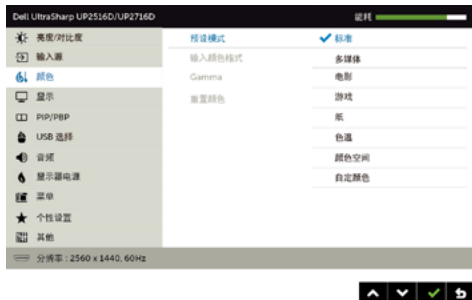 Dell UltraSharp UP2516D/UP2716D 能耗
亮度/对比度 预设模式 标准
输入源 输入颜色格式 多媒体
颜色 Gamma 电影
显示 重置颜色 游戏
PIP/PBP 纸
USB 选择 色温
音频 颜色空间
显示器电源 自定颜色
菜单
个性设置
其他
分辨率 : 2560 x 1440, 60Hz